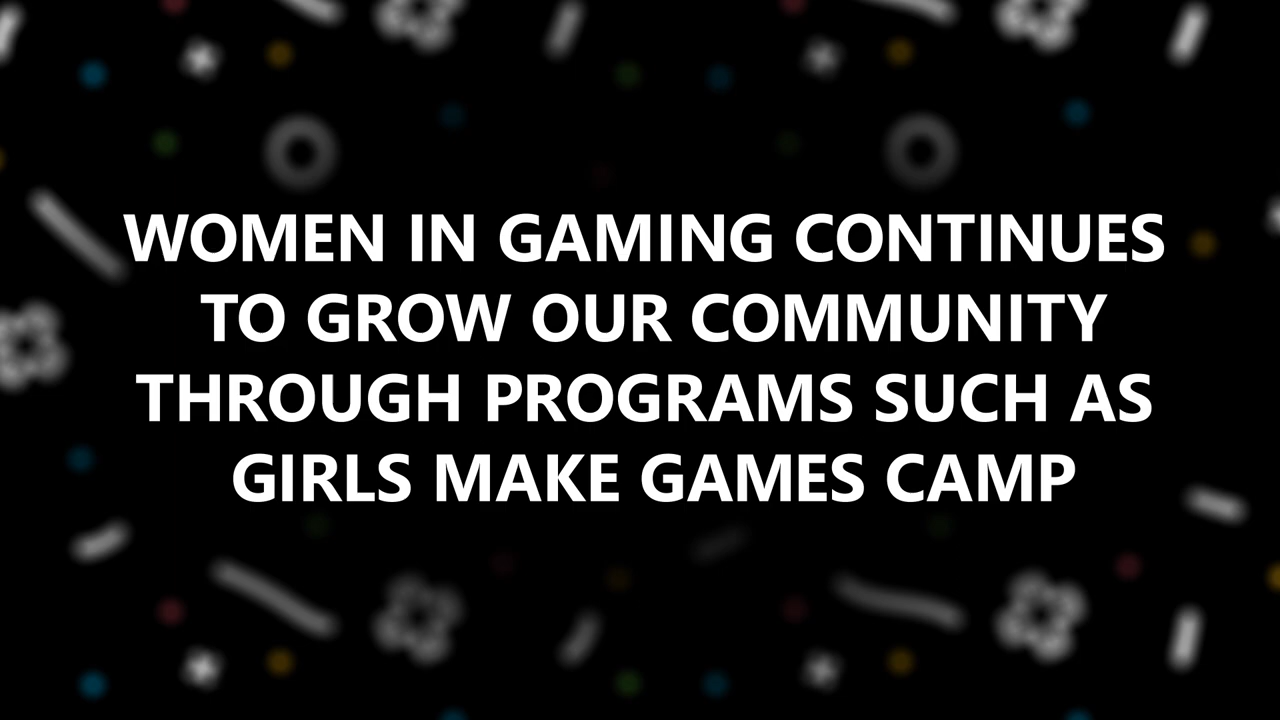 WOMEN IN GAMING CONTINUES
TO GROW OUR COMMUNITY
THROUGH PROGRAMS SUCH AS
GIRLS MAKE GAMES CAMP